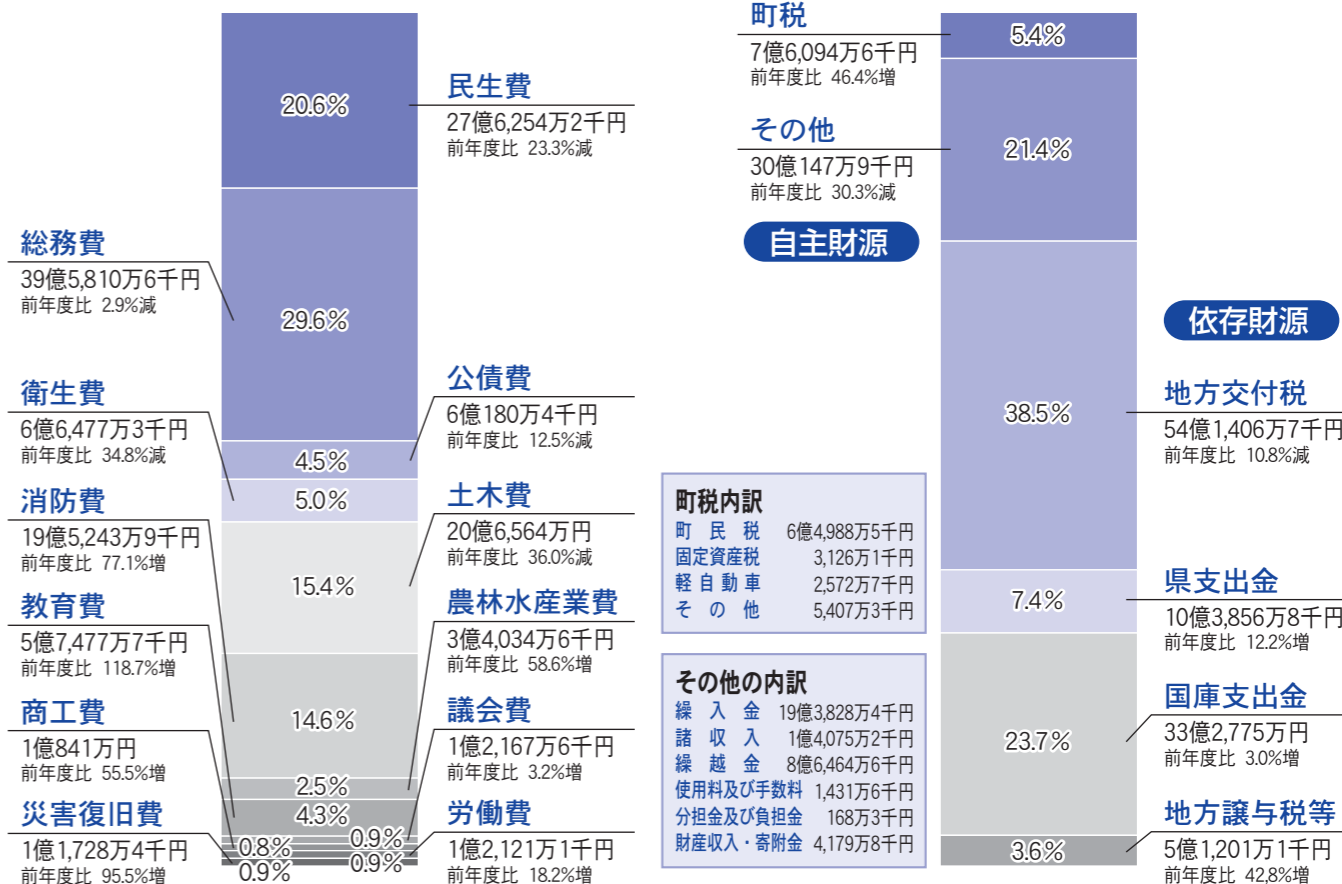 20.6%
29.6%
4.5%
5.0%
15.4%
14.6%
2.5%
4.3%
0.9%
0.8%
0.9%
0.9%
民生費
27億6,254万2千円
前年度比 23.3%減
総務費
39億5,810万6千円
前年度比 2.9%減
公債費
6億180万4千円
前年度比 12.5%減
衛生費
6億6,477万3千円
前年度比 34.8%減
土木費
20億6,564万円
前年度比 36.0%減
消防費
19億5,243万9千円
前年度比 77.1%増
農林水産業費
3億4,034万6千円
前年度比 58.6%増
教育費
5億7,477万7千円
前年度比 118.7%増
議会費
1億2,167万6千円
前年度比 3.2%増
商工費
1億841万円
前年度比 55.5%増
労働費
1億2,121万1千円
前年度比 18.2%増
災害復旧費
1億1,728万4千円
前年度比 95.5%増
町税
7億6,094万6千円
前年度比 46.4%増
その他
30億147万9千円
前年度比 30.3%減
自主財源
5.4%
21.4%
38.5%
7.4%
23.7%
3.6%
依存財源
地方交付税
54億1,406万7千円
前年度比 10.8%減
県支出金
10億3,856万8千円
前年度比 12.2%増
国庫支出金
33億2,775万円
前年度比 3.0%増
地方譲与税等
5億1,201万1千円
前年度比 42,8%増
町税内訳
町民税 6億4,988万5千円
固定資産税 3,126万1千円
軽自動車 2,572万7千円
その他 5,407万3千円
その他の内訳
繰入金 19億3,828万4千円
諸収入 1億4,075万2千円
繰越金 8億6,464万6千円
使用料及び手数料 1,431万6千円
分担金及び負担金 168万3千円
財産収入・寄附金 4,179万8千円